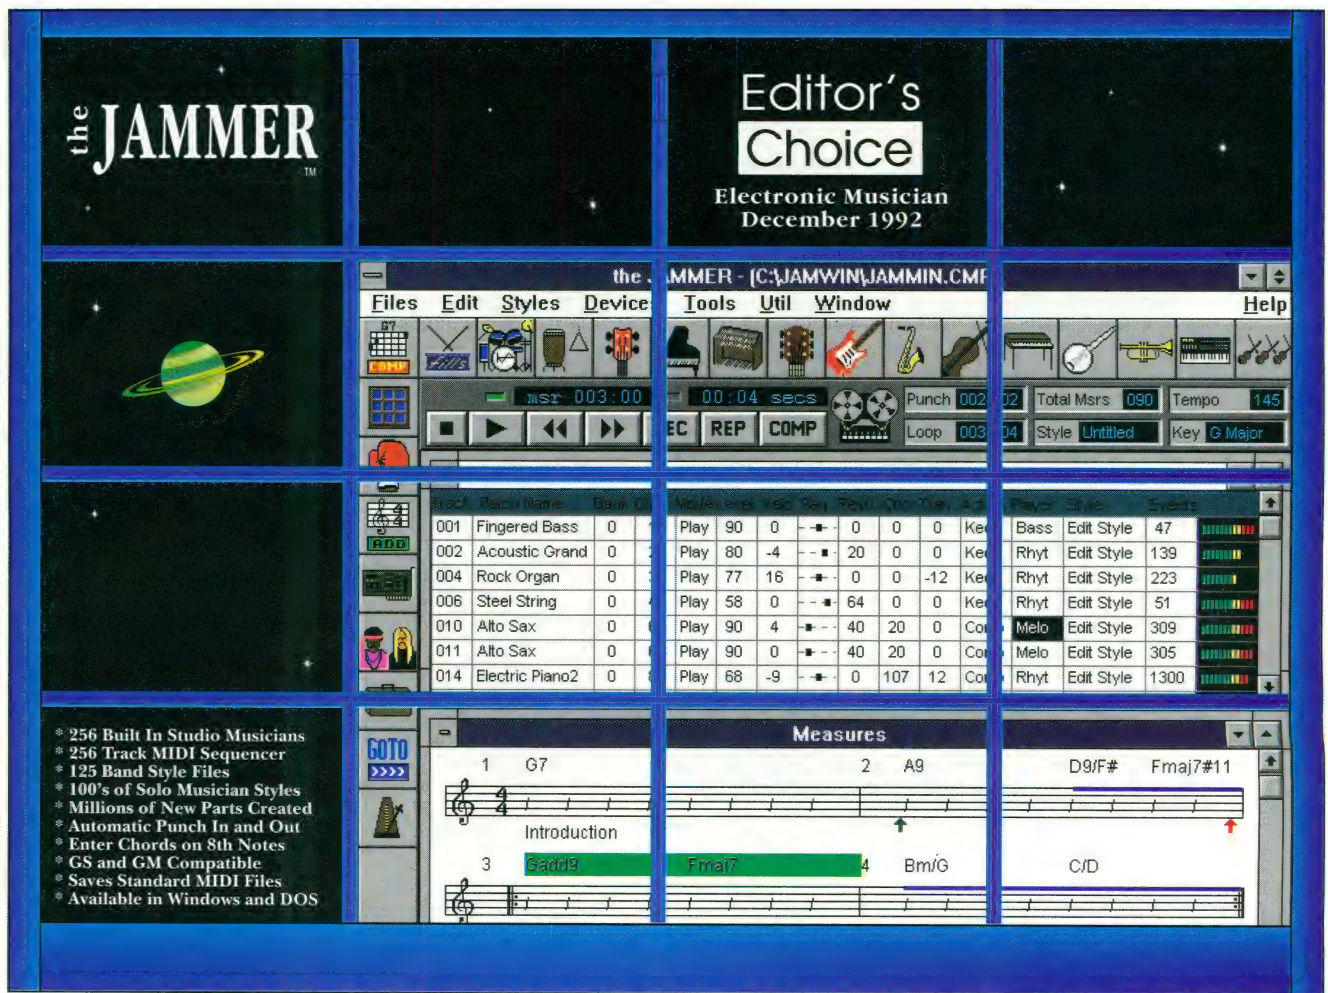 the JAMMER
TM
Editor's
Choice
Electronic Musician
December 1992
the JAMMER - [C:\JAMWIN\JAMMIN.CMP
Files Edit Styles Devices Tools Util Window Help
G7
COMP
msr 003:00 00:04 secs
Punch 002 02 Total Msrs 090 Tempo 145
REP COMP
Loop 003 04 Style Untitled Key G Major
ADD
001 Fingered Bass 0 Play 90 0 0 0 0 Bass Edit Style 47
002 Acoustic Grand 0 Play 80 -4 20 0 0 Rhyt Edit Style 139
004 Rock Organ 0 Play 77 16 0 0 -12 Rhyt Edit Style 223
006 Steel String 0 Play 58 0 64 0 0 Rhyt Edit Style 51
010 Alto Sax 0 Play 90 4 40 20 0 Melo Edit Style 309
011 Alto Sax 0 Play 90 0 40 20 0 Melo Edit Style 305
014 Electric Piano2 0 Play 68 -9 0 107 12 Rhyt Edit Style 1300
* 256 Built In Studio Musicians
* 256 Track MIDI Sequencer
* 125 Band Style Files
* 100's of Solo Musician Styles
* Millions of New Parts Created
* Automatic Punch In and Out
* Enter Chords on 8th Notes
* GS and GM Compatible
* Saves Standard MIDI Files
* Available in Windows and DOS
GOTO
>>>>
Measures
1 G7 2 A9 D9/F# Fmaj7#11
4
4
Introduction
3 Gadd9 Fmaj7 4 Bm/G C/D